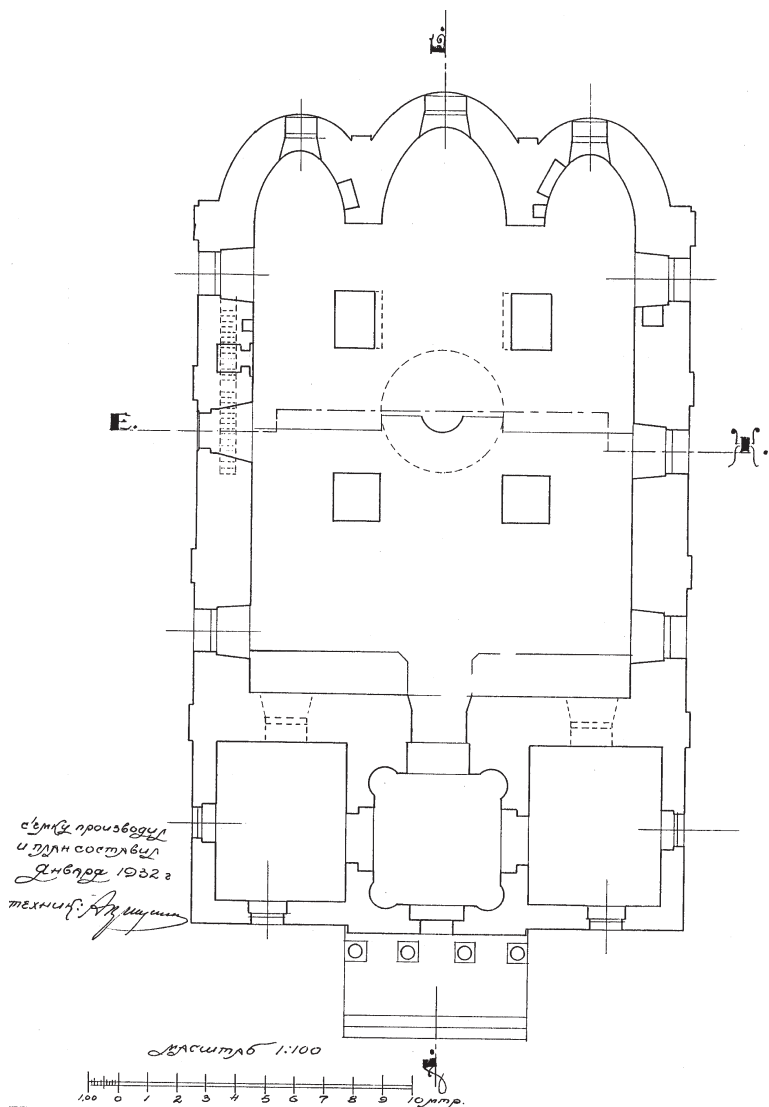 Е.
с'емку производил
и план составил
Января 1932 г
техник:
масштаб 1:100
1,00 0 1 2 3 4 5 6 7 8 9 10 мтр.